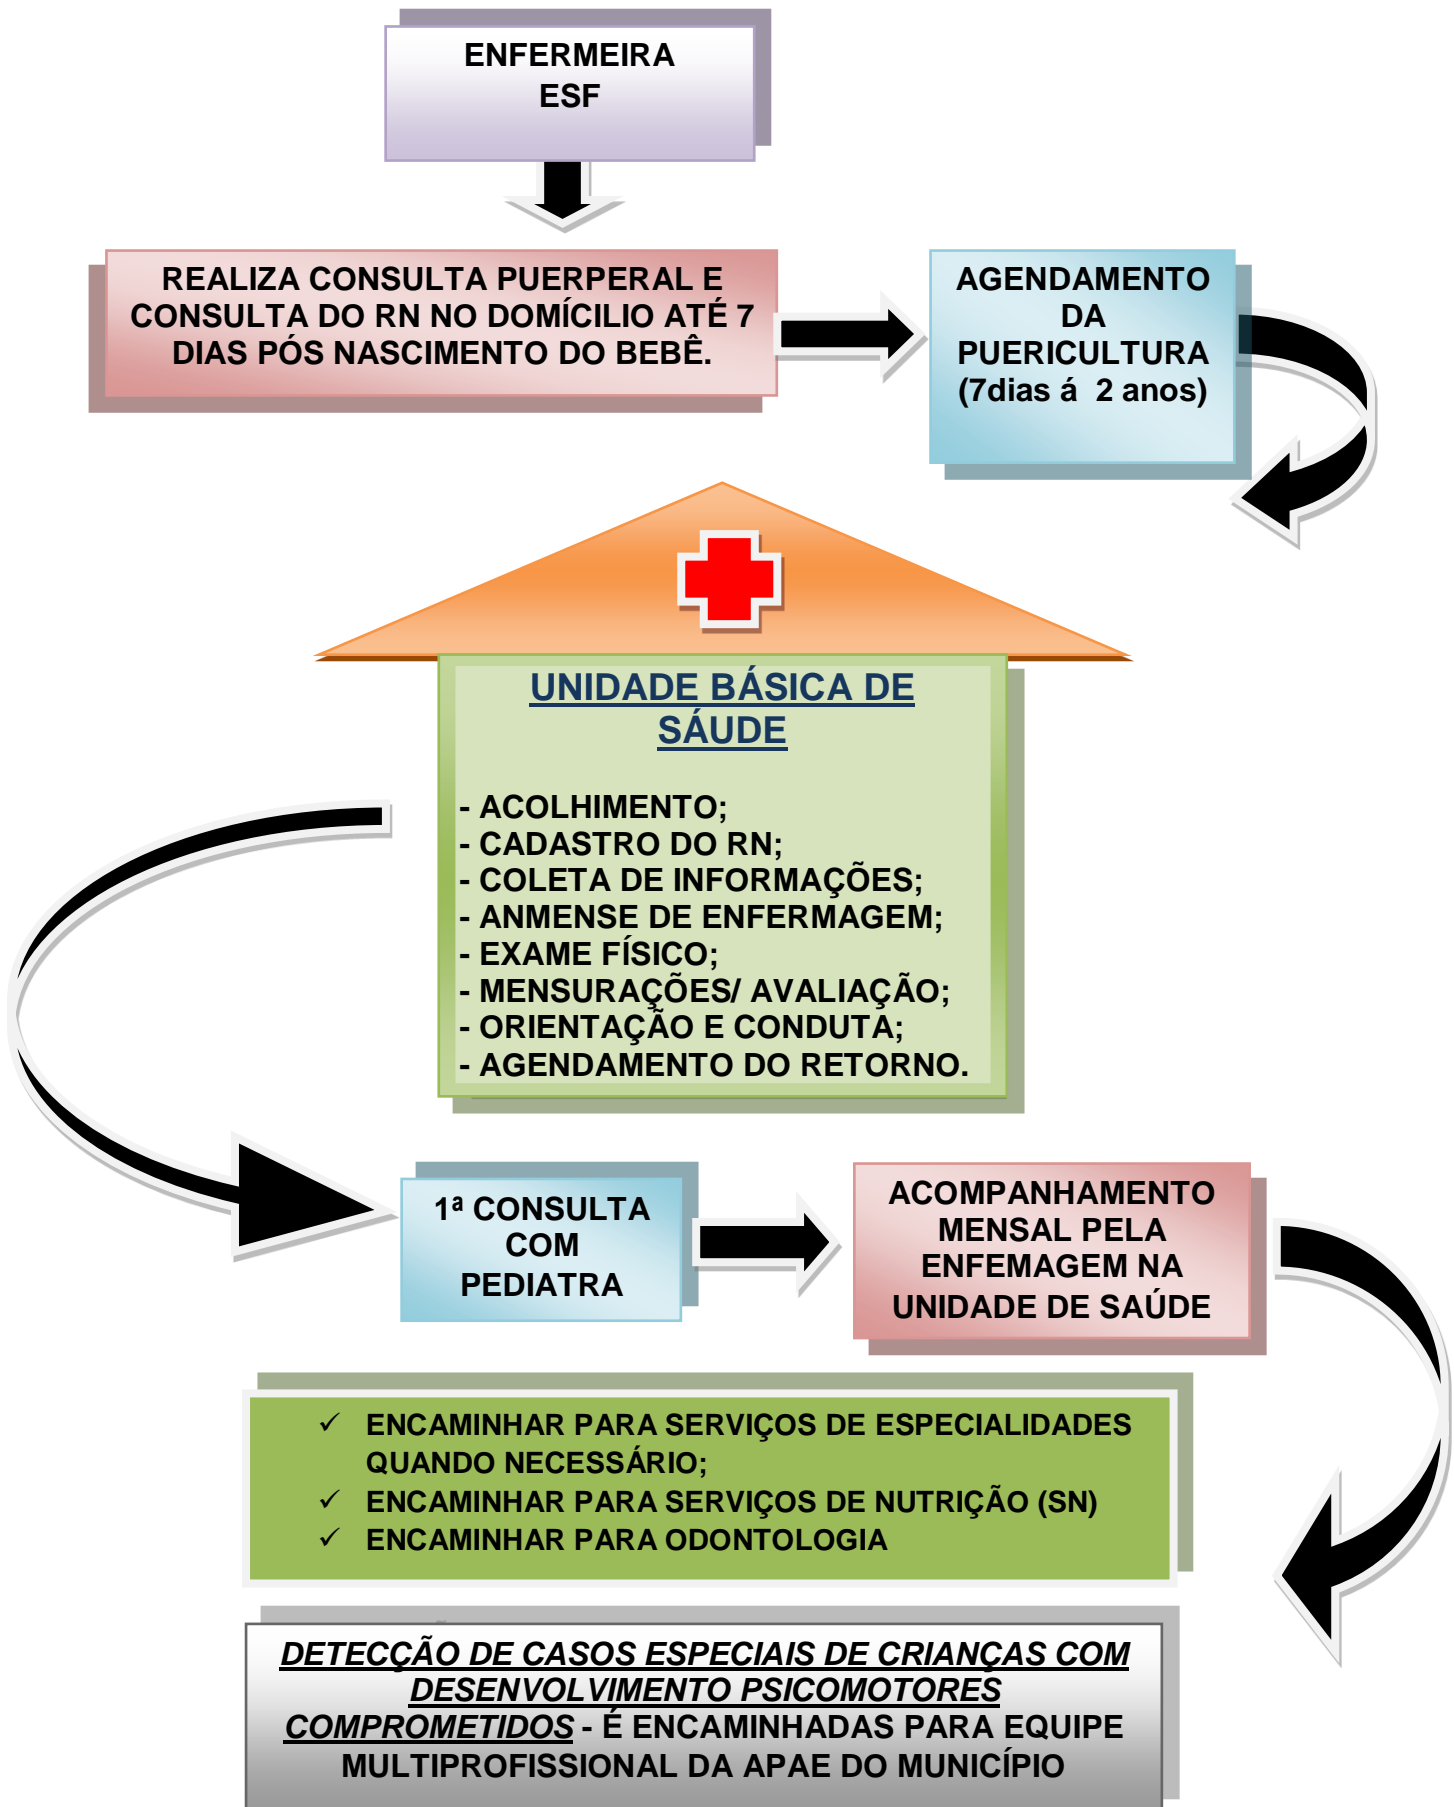 ENFERMEIRA
ESF
REALIZA CONSULTA PUERPERAL E
CONSULTA DO RN NO DOMÍCILIO ATÉ 7
DIAS PÓS NASCIMENTO DO BEBÊ.
AGENDAMENTO
DA
PUERICULTURA
(7dias á  2 anos)
UNIDADE BÁSICA DE
SÁUDE
- ACOLHIMENTO;
- CADASTRO DO RN;
- COLETA DE INFORMAÇÕES;
- ANMENSE DE ENFERMAGEM;
- EXAME FÍSICO;
- MENSURAÇÕES/ AVALIAÇÃO;
- ORIENTAÇÃO E CONDUTA;
- AGENDAMENTO DO RETORNO.
1ª CONSULTA
COM
PEDIATRA
ACOMPANHAMENTO
MENSAL PELA
ENFEMAGEM NA
UNIDADE DE SAÚDE
✓ ENCAMINHAR PARA SERVIÇOS DE ESPECIALIDADES
QUANDO NECESSÁRIO;
✓ ENCAMINHAR PARA SERVIÇOS DE NUTRIÇÃO (SN)
✓ ENCAMINHAR PARA ODONTOLOGIA
DETECÇÃO DE CASOS ESPECIAIS DE CRIANÇAS COM
DESENVOLVIMENTO PSICOMOTORES
COMPROMETIDOS - É ENCAMINHADAS PARA EQUIPE
MULTIPROFISSIONAL DA APAE DO MUNICÍPIO